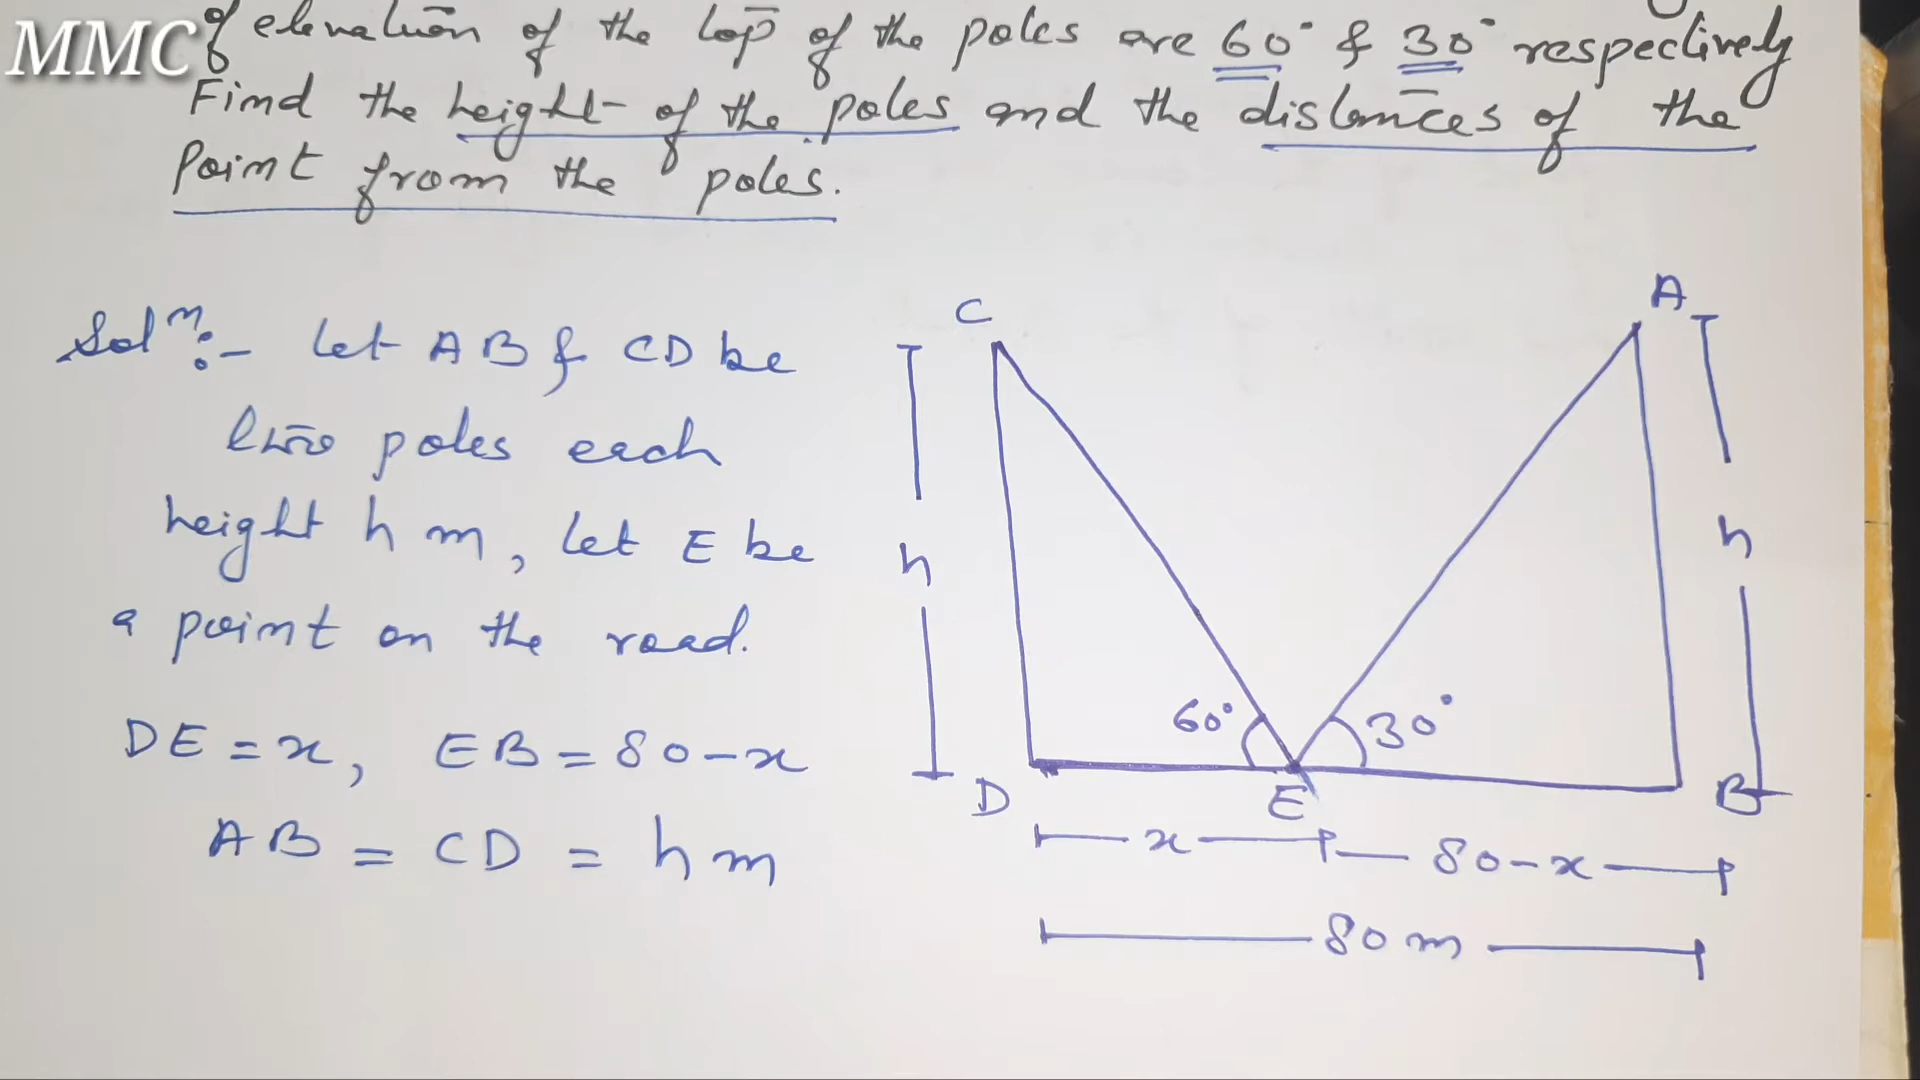 MMC
of elevation of the top of the poles are 60° & 30° respectively
Find the height of the poles and the distances of the
Point from the poles.
Solⁿ:- Let AB & CD be
two poles each
height h m, Let E be
a point on the road.
DE = x, EB = 80-x
AB = CD = h m
C
A
h
h
60°
30°
D
E
B
x
80-x
80 m